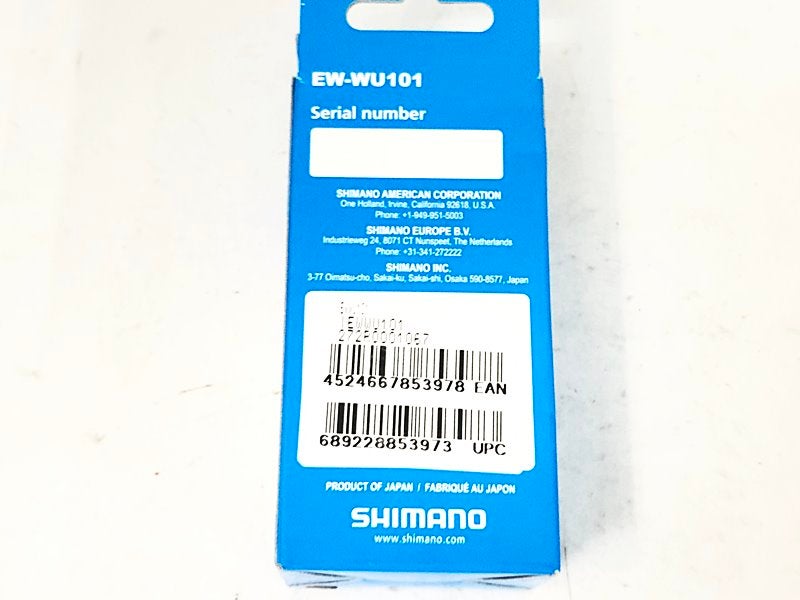 EW-WU101
Serial number
SHIMANO AMERICAN CORPORATION
One Holland, Irvine, California 92618, U.S.A.
Phone: +1-949-951-5003
SHIMANO EUROPE B.V.
Industrieweg 24, 8071 CT Nunspeet, The Netherlands
Phone: +31-341-272222
SHIMANO INC.
3-77 Oimatsu-cho, Sakai-ku, Sakai-shi, Osaka 590-8577, Japan
IEWWU101
4524667853978 EAN
689228853973 UPC
PRODUCT OF JAPAN / FABRIQUÉ AU JAPON
SHIMANO
www.shimano.com